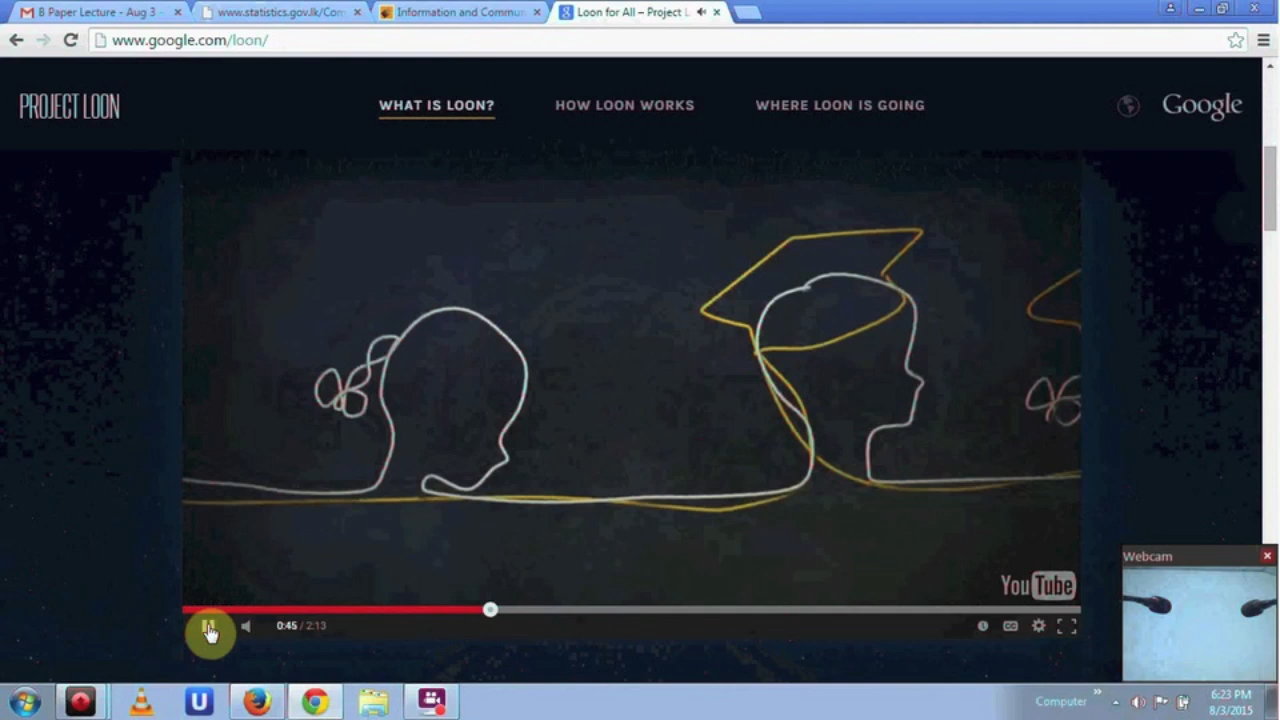 B Paper Lecture - Aug 3 -
www.statistics.gov.lk/Com
Information and Commun
Loon for All – Project L
www.google.com/loon/
PROJECT LOON
WHAT IS LOON?
HOW LOON WORKS
WHERE LOON IS GOING
Google
YouTube
0:45 / 2:13
CC
Webcam
U
Computer
6:23 PM
8/3/2015